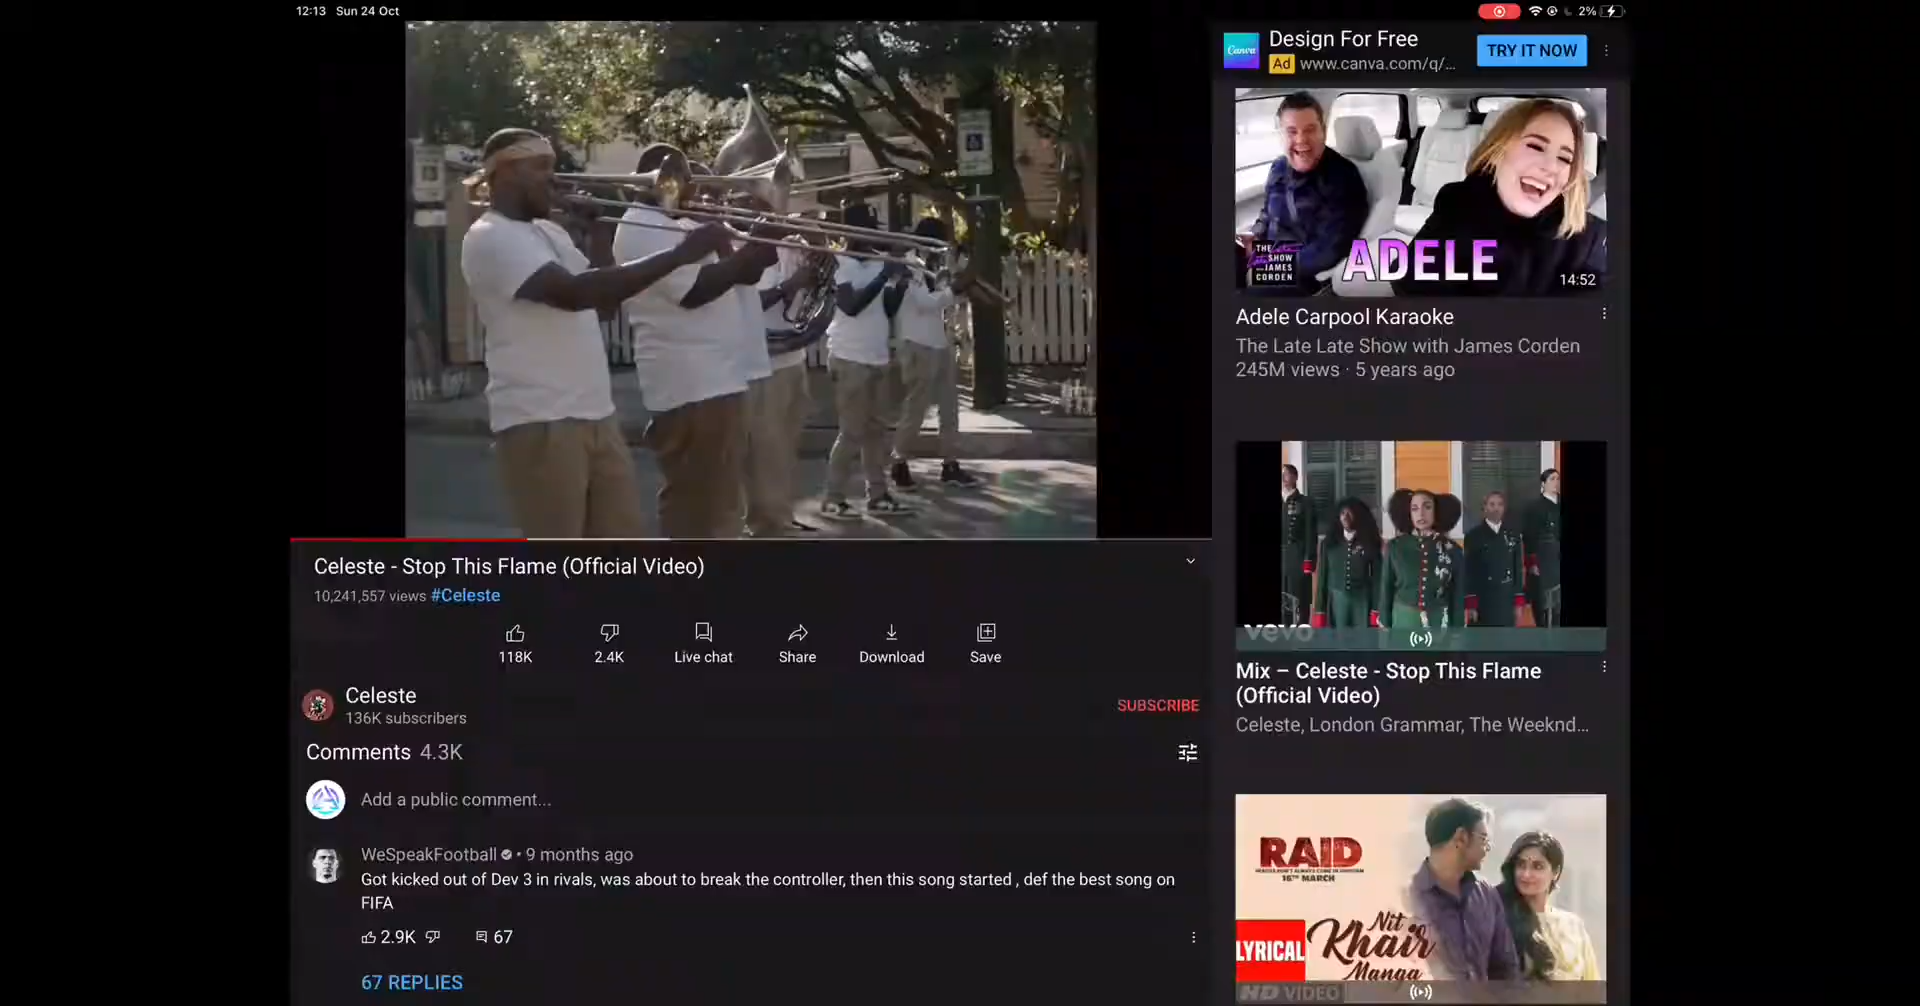 12:13 Sun 24 Oct
2%
Celeste - Stop This Flame (Official Video)
10,241,557 views #Celeste
118K
2.4K
Live chat
Share
Download
Save
Celeste
136K subscribers
SUBSCRIBE
Comments 4.3K
Add a public comment...
WeSpeakFootball • 9 months ago
Got kicked out of Dev 3 in rivals, was about to break the controller, then this song started , def the best song on
FIFA
2.9K
67
67 REPLIES
Canva
Design For Free
Ad www.canva.com/q/...
TRY IT NOW
THE
Late
SHOW
JAMES
CORDEN
ADELE
14:52
Adele Carpool Karaoke
The Late Late Show with James Corden
245M views · 5 years ago
vevo
Mix – Celeste - Stop This Flame
(Official Video)
Celeste, London Grammar, The Weeknd...
RAID
16TH MARCH
LYRICAL
Nit
Khair
Manga
HD VIDEO